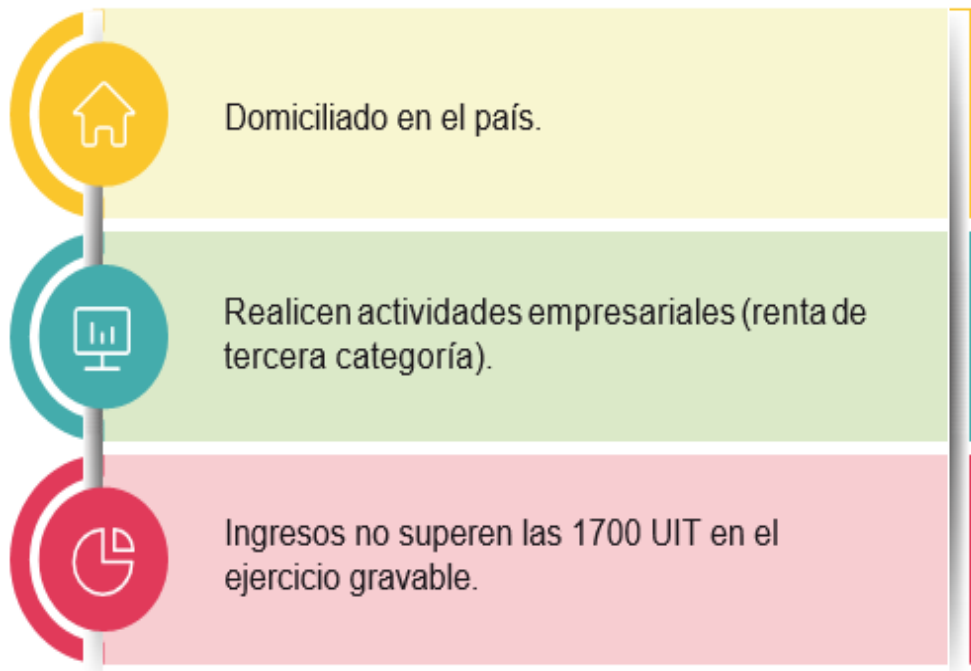 Domiciliado en el país.
Realicen actividades empresariales (renta de
tercera categoría).
Ingresos no superen las 1700 UIT en el
ejercicio gravable.